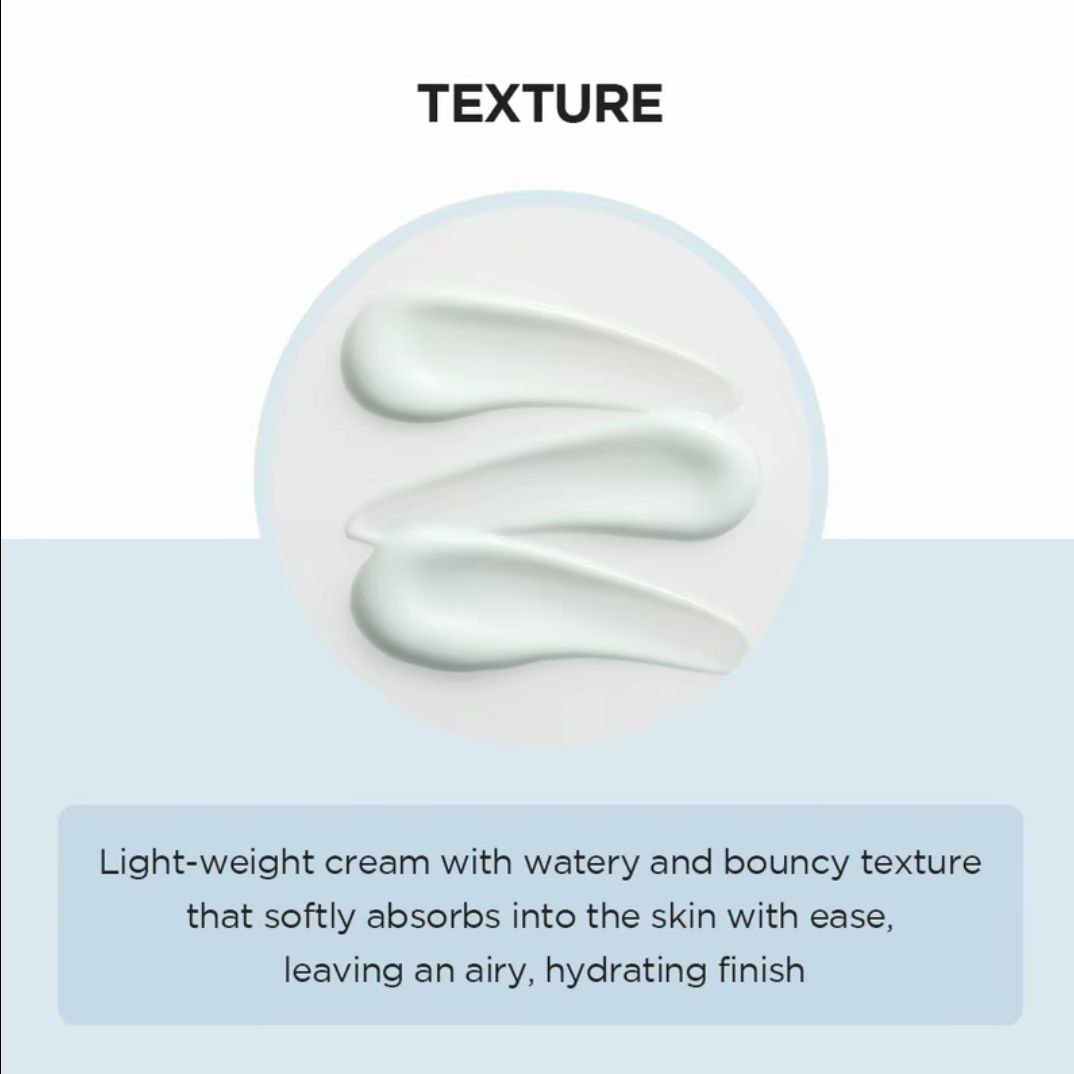 TEXTURE
Light-weight cream with watery and bouncy texture
that softly absorbs into the skin with ease,
leaving an airy, hydrating finish